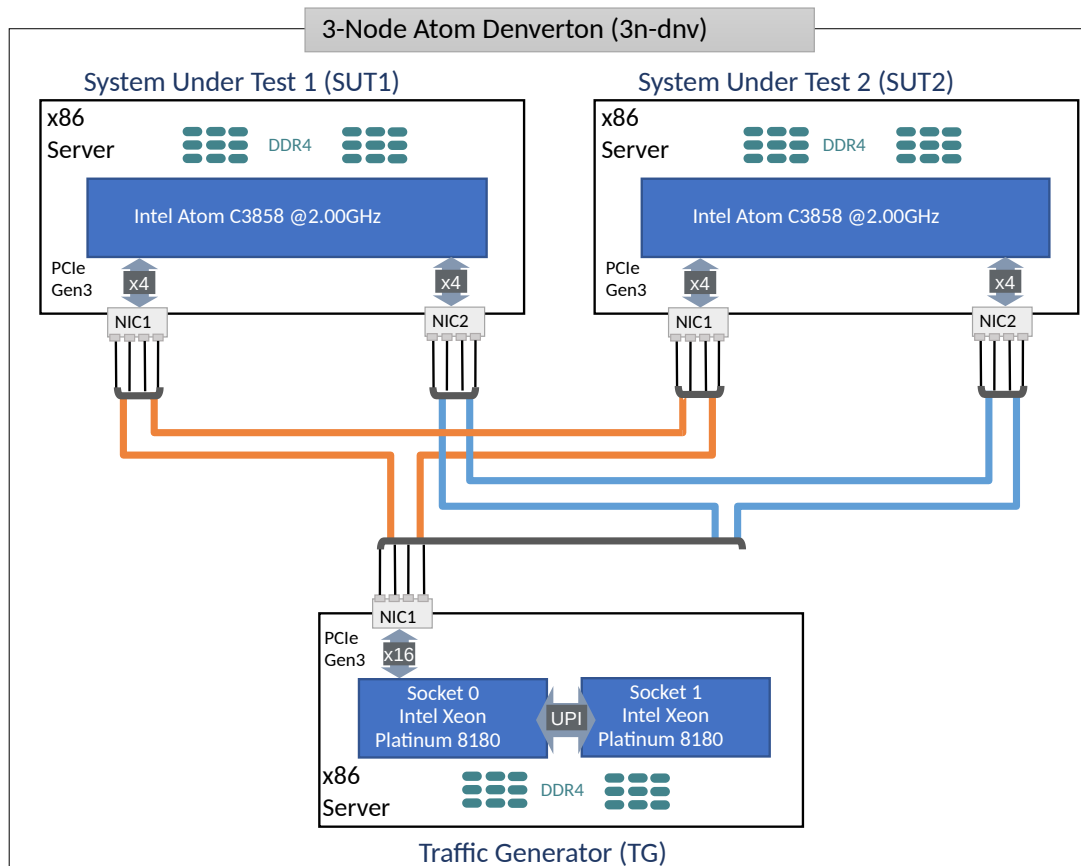 3-Node Atom Denverton (3n-dnv)
System Under Test 1 (SUT1)
x86
Server
DDR4
Intel Atom C3858 @2.00GHz
PCIe
Gen3
x4
x4
NIC1
NIC2
System Under Test 2 (SUT2)
x86
Server
DDR4
Intel Atom C3858 @2.00GHz
PCIe
Gen3
x4
x4
NIC1
NIC2
NIC1
PCIe
Gen3
x16
Socket 0
Intel Xeon
Platinum 8180
UPI
Socket 1
Intel Xeon
Platinum 8180
x86
Server
DDR4
Traffic Generator (TG)